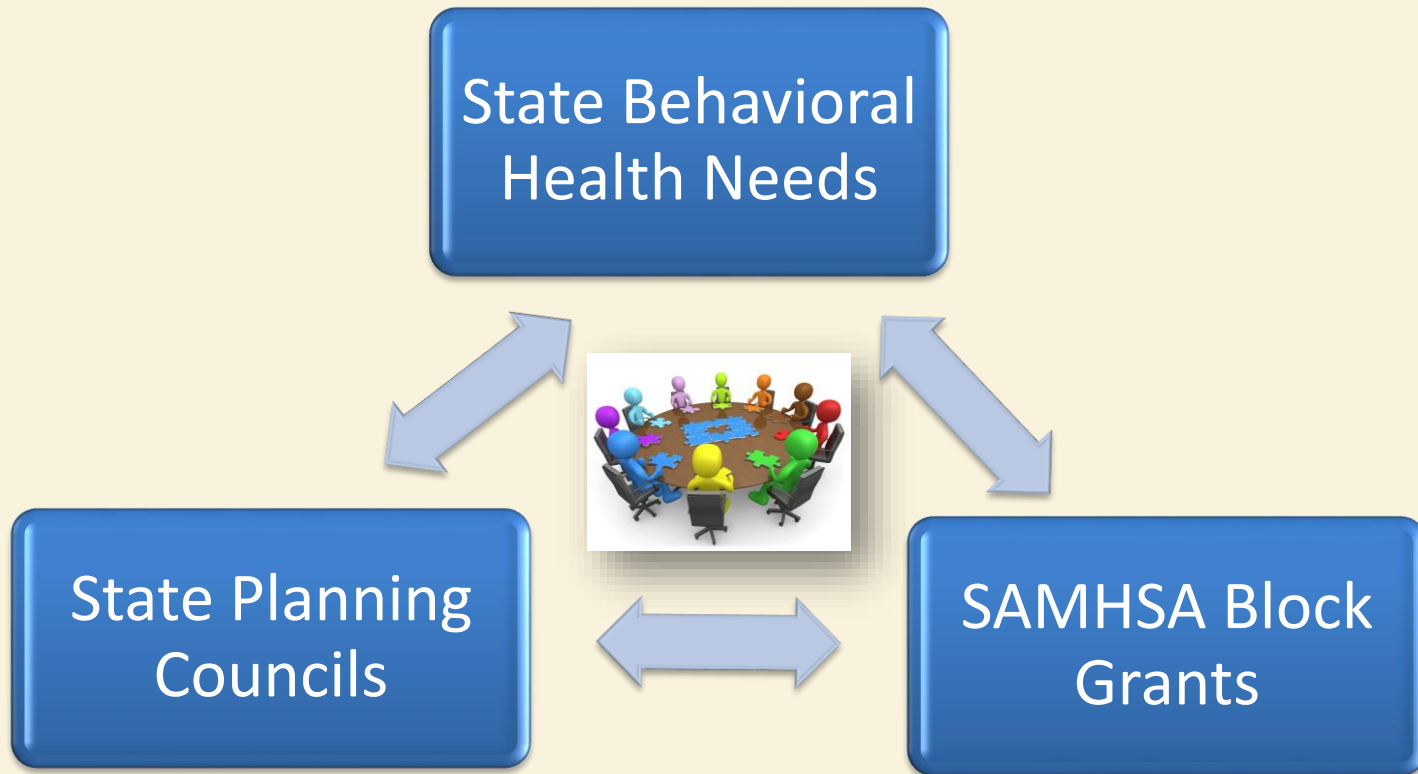 State Behavioral
Health Needs
State Planning
Councils
SAMHSA Block
Grants